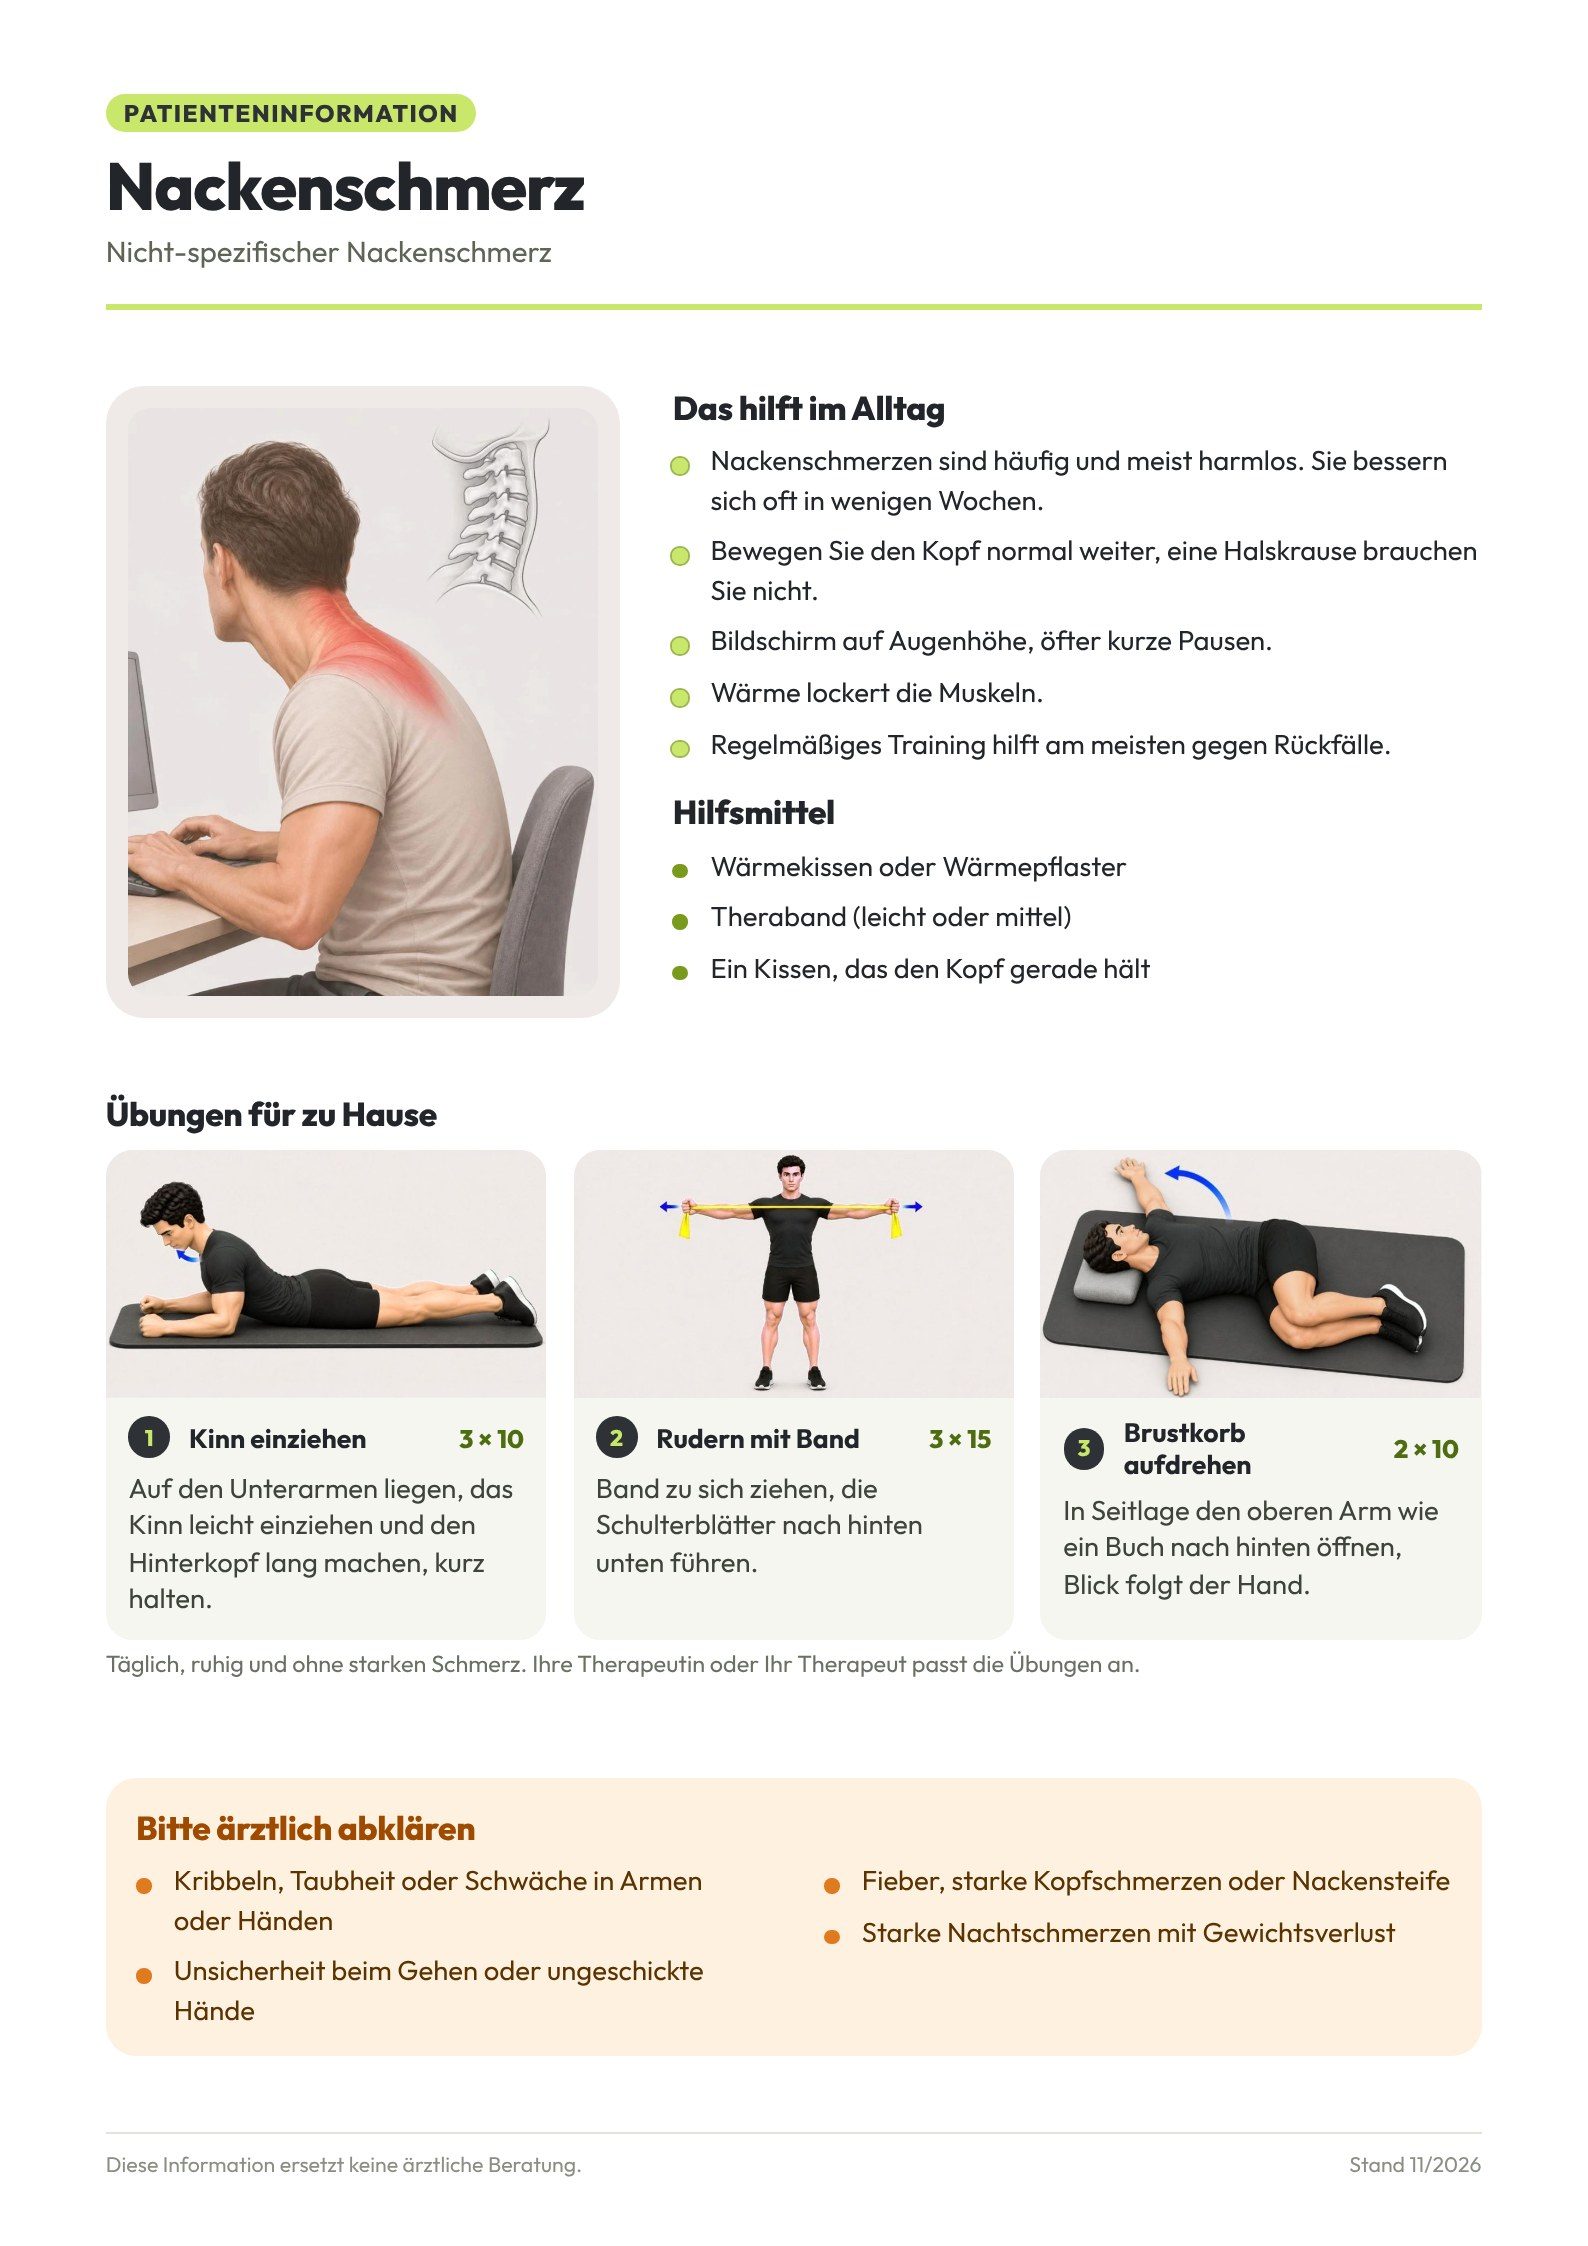 PATIENTENINFORMATION
Nackenschmerz
Nicht-spezifischer Nackenschmerz
Das hilft im Alltag
Nackenschmerzen sind häufig und meist harmlos. Sie bessern
sich oft in wenigen Wochen.
Bewegen Sie den Kopf normal weiter, eine Halskrause brauchen
Sie nicht.
Bildschirm auf Augenhöhe, öfter kurze Pausen.
Wärme lockert die Muskeln.
Regelmäßiges Training hilft am meisten gegen Rückfälle.
Hilfsmittel
Wärmekissen oder Wärmepflaster
Theraband (leicht oder mittel)
Ein Kissen, das den Kopf gerade hält
Übungen für zu Hause
1 Kinn einziehen 3 × 10
Auf den Unterarmen liegen, das
Kinn leicht einziehen und den
Hinterkopf lang machen, kurz
halten.
2 Rudern mit Band 3 × 15
Band zu sich ziehen, die
Schulterblätter nach hinten
unten führen.
3 Brustkorb
aufdrehen 2 × 10
In Seitlage den oberen Arm wie
ein Buch nach hinten öffnen,
Blick folgt der Hand.
Täglich, ruhig und ohne starken Schmerz. Ihre Therapeutin oder Ihr Therapeut passt die Übungen an.
Bitte ärztlich abklären
Kribbeln, Taubheit oder Schwäche in Armen
oder Händen
Unsicherheit beim Gehen oder ungeschickte
Hände
Fieber, starke Kopfschmerzen oder Nackensteife
Starke Nachtschmerzen mit Gewichtsverlust
Diese Information ersetzt keine ärztliche Beratung.
Stand 11/2026